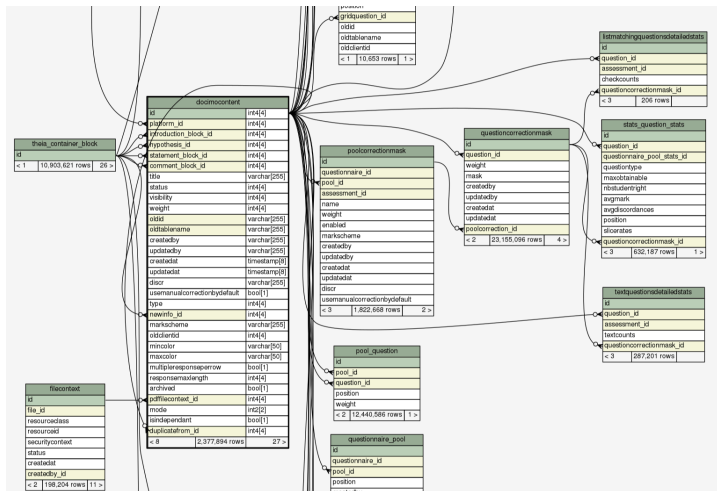 position
gridquestion_id
oldid
oldtablename
oldclientid
< 1 10,653 rows 1 >
listmatchingquestionsdetailedstats
id
question_id
assessment_id
checkcounts
questioncorrectionmask_id
< 3 206 rows
docimocontent
id int4[4]
platform_id int4[4]
introduction_block_id int4[4]
hypothesis_id int4[4]
statement_block_id int4[4]
comment_block_id int4[4]
title varchar[255]
status int4[4]
visibility int4[4]
weight int4[4]
oldid varchar[255]
oldtablename varchar[255]
createdby varchar[255]
updatedby varchar[255]
createdat timestamp[8]
updatedat timestamp[8]
discr varchar[255]
usemanualcorrectionbydefault bool[1]
type int4[4]
newinfo_id int4[4]
markscheme varchar[255]
oldclientid int4[4]
mincolor varchar[50]
maxcolor varchar[50]
multipleresponseperrow bool[1]
responsemaxlength int4[4]
archived bool[1]
pdffilecontext_id int4[4]
mode int2[2]
isindependant bool[1]
duplicatefrom_id int4[4]
< 8 2,377,894 rows 27 >
theia_container_block
id
< 1 10,903,621 rows 26 >
poolcorrectionmask
id
questionnaire_id
pool_id
assessment_id
name
weight
enabled
markscheme
createdby
updatedby
createdat
updatedat
discr
usemanualcorrectionbydefault
< 3 1,822,668 rows 2 >
questioncorrectionmask
id
question_id
weight
mask
createdby
updatedby
createdat
updatedat
poolcorrection_id
< 2 23,155,096 rows 4 >
stats_question_stats
id
question_id
questionnaire_pool_stats_id
questiontype
maxobtainable
nbstudentright
avgmark
avgdiscordances
position
slicerates
questioncorrectionmask_id
< 3 632,187 rows 1 >
textquestionsdetailedstats
id
question_id
assessment_id
textcounts
questioncorrectionmask_id
< 3 287,201 rows
pool_question
id
pool_id
question_id
position
weight
< 2 12,440,586 rows 1 >
filecontext
id
file_id
resourceclass
resourceid
securitycontext
status
createdat
createdby_id
< 2 198,204 rows 11 >
questionnaire_pool
id
questionnaire_id
pool_id
position